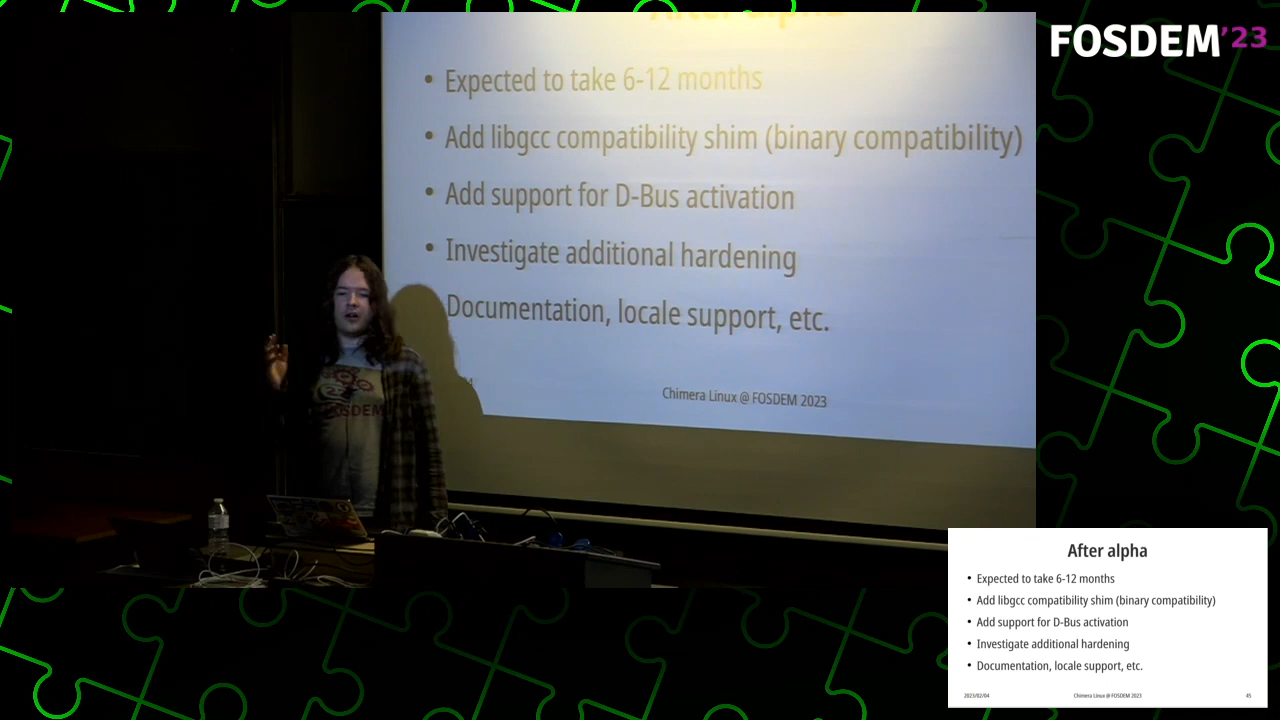 After alpha
• Expected to take 6-12 months
• Add libgcc compatibility shim (binary compatibility)
• Add support for D-Bus activation
• Investigate additional hardening
Documentation, locale support, etc.
Chimera Linux @ FOSDEM 2023
FOSDEM
FOSDEM'23
After alpha
• Expected to take 6-12 months
• Add libgcc compatibility shim (binary compatibility)
• Add support for D-Bus activation
• Investigate additional hardening
• Documentation, locale support, etc.
2023/02/04 Chimera Linux @ FOSDEM 2023 45